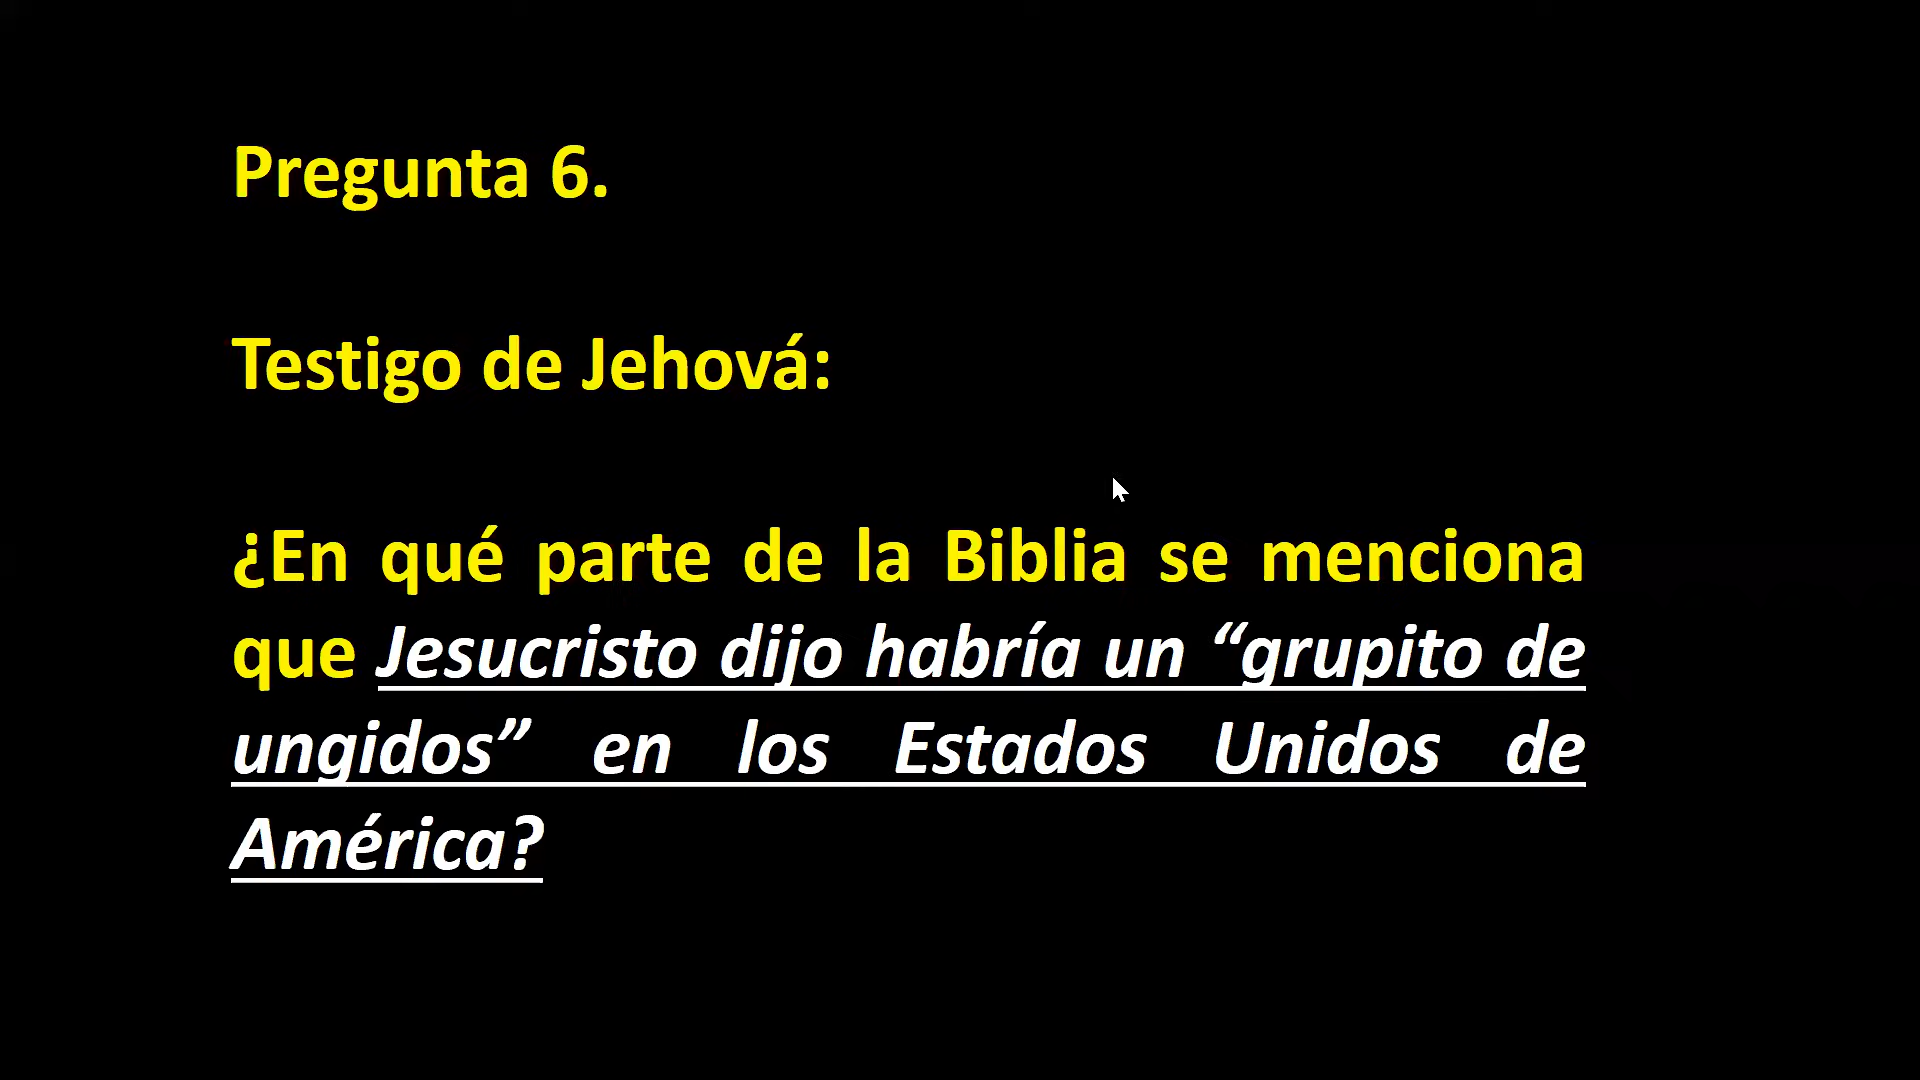 Pregunta 6.
Testigo de Jehová:
¿En qué parte de la Biblia se menciona
que Jesucristo dijo habría un “grupito de
ungidos” en los Estados Unidos de
América?